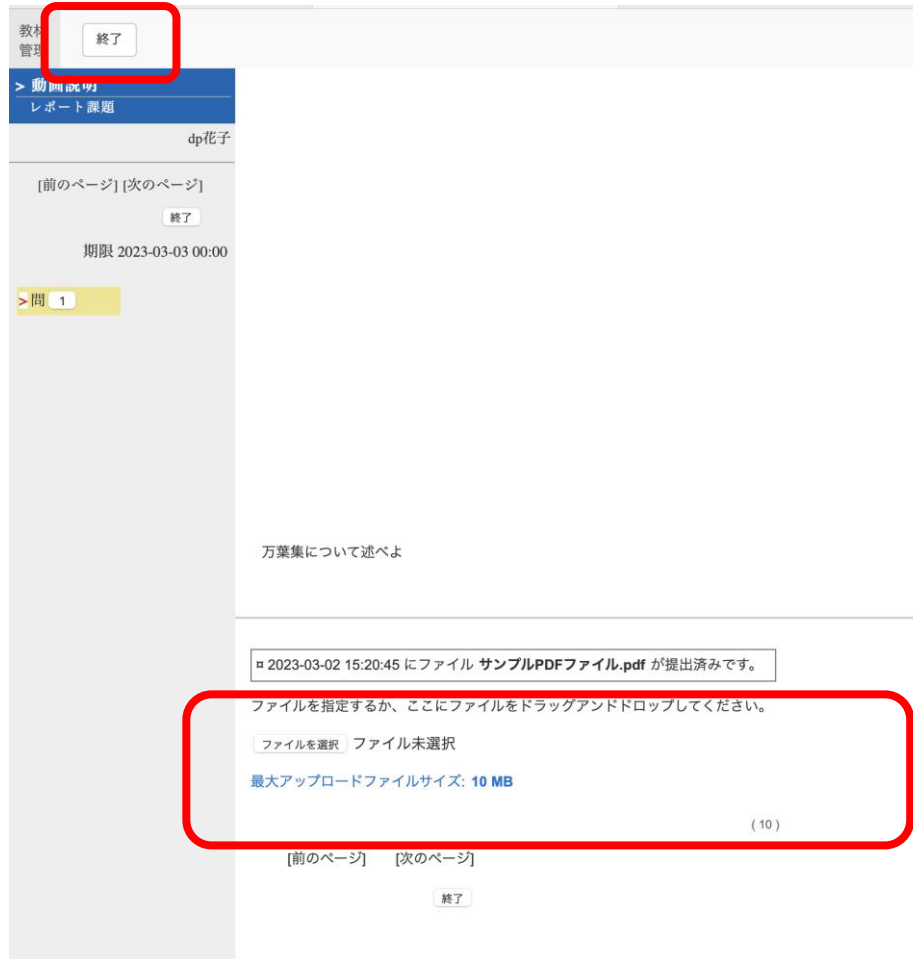 教材
管理
終了
> 動画説明
レポート課題
dp花子
[前のページ] [次のページ]
終了
期限 2023-03-03 00:00
>問 1
万葉集について述べよ
¤ 2023-03-02 15:20:45 にファイル サンプルPDFファイル.pdf が提出済みです。
ファイルを指定するか、ここにファイルをドラッグアンドドロップしてください。
ファイルを選択 ファイル未選択
最大アップロードファイルサイズ: 10 MB
( 10 )
[前のページ] [次のページ]
終了